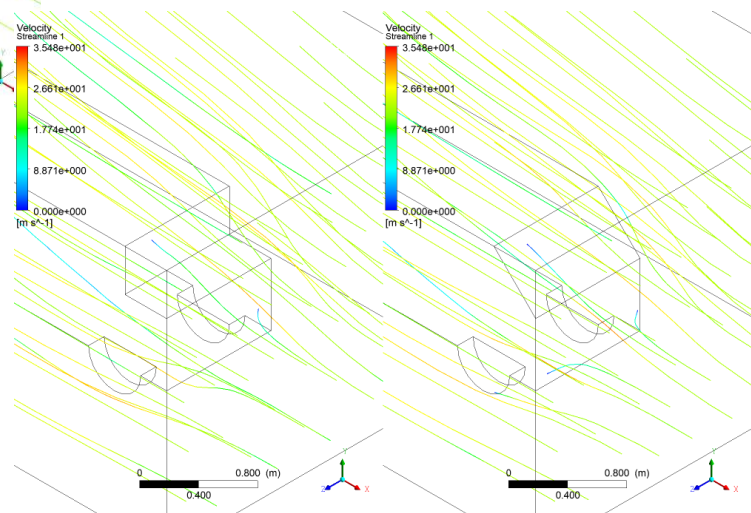 Velocity
Streamline 1
3.548e+001
2.661e+001
1.774e+001
8.871e+000
0.000e+000
[m s^-1]
Y
0
0.800 (m)
0.400
Y
Z
X
Velocity
Streamline 1
3.548e+001
2.661e+001
1.774e+001
8.871e+000
0.000e+000
[m s^-1]
0
0.800 (m)
0.400
Y
Z
X